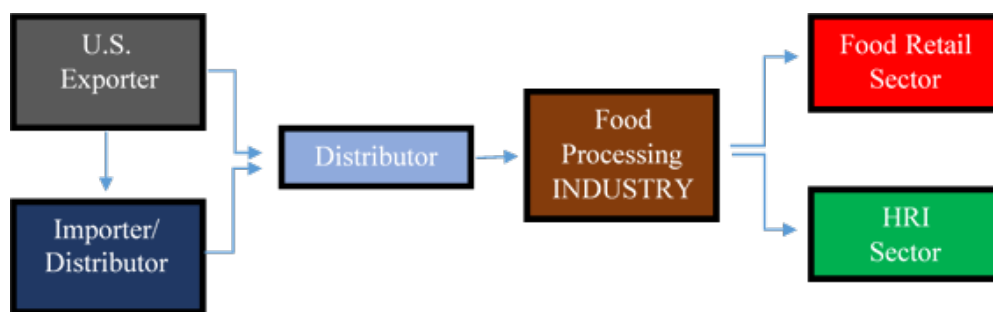 U.S.
Exporter
Importer/
Distributor
Distributor
Food
Processing
INDUSTRY
Food Retail
Sector
HRI
Sector